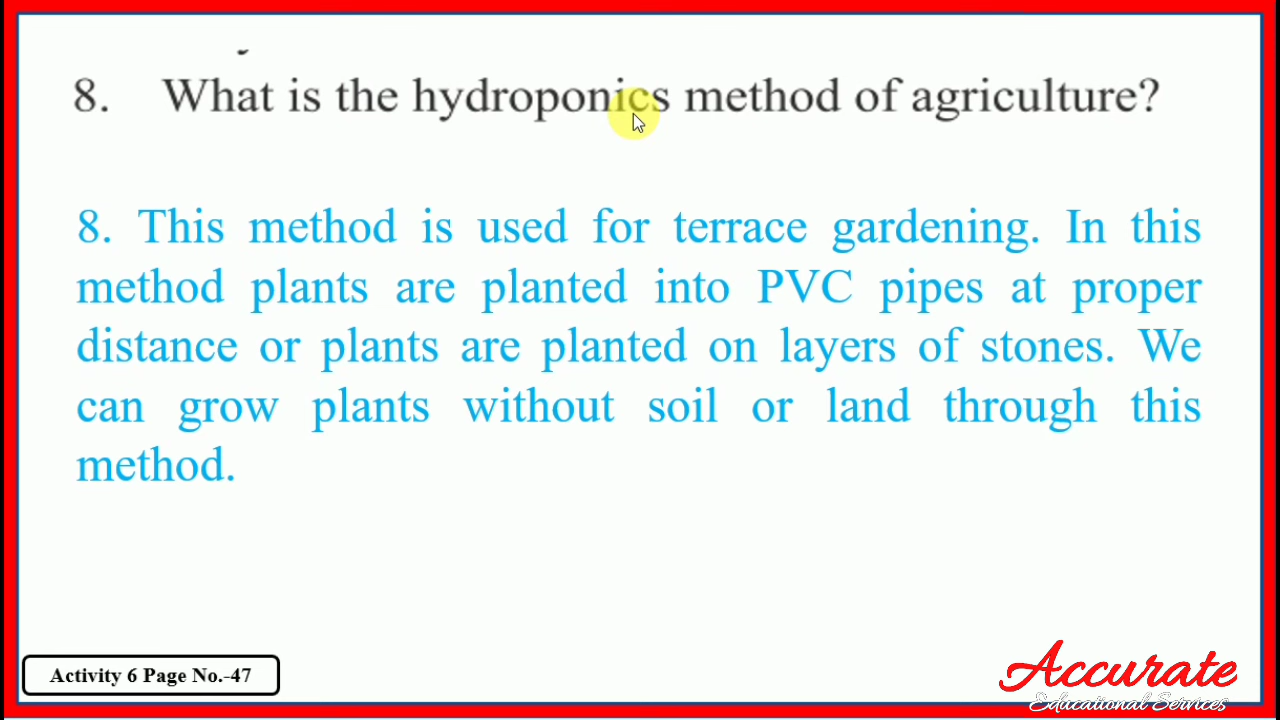 8. What is the hydroponics method of agriculture?
8. This method is used for terrace gardening. In this
method plants are planted into PVC pipes at proper
distance or plants are planted on layers of stones. We
can grow plants without soil or land through this
method.
Activity 6 Page No.-47
Accurate
Educational Services